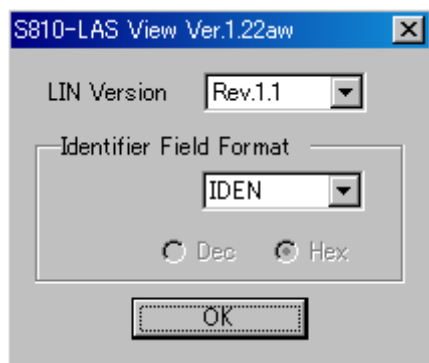 S810-LAS View Ver.1.22aw
LIN Version Rev.1.1
Identifier Field Format
IDEN
Dec Hex
OK